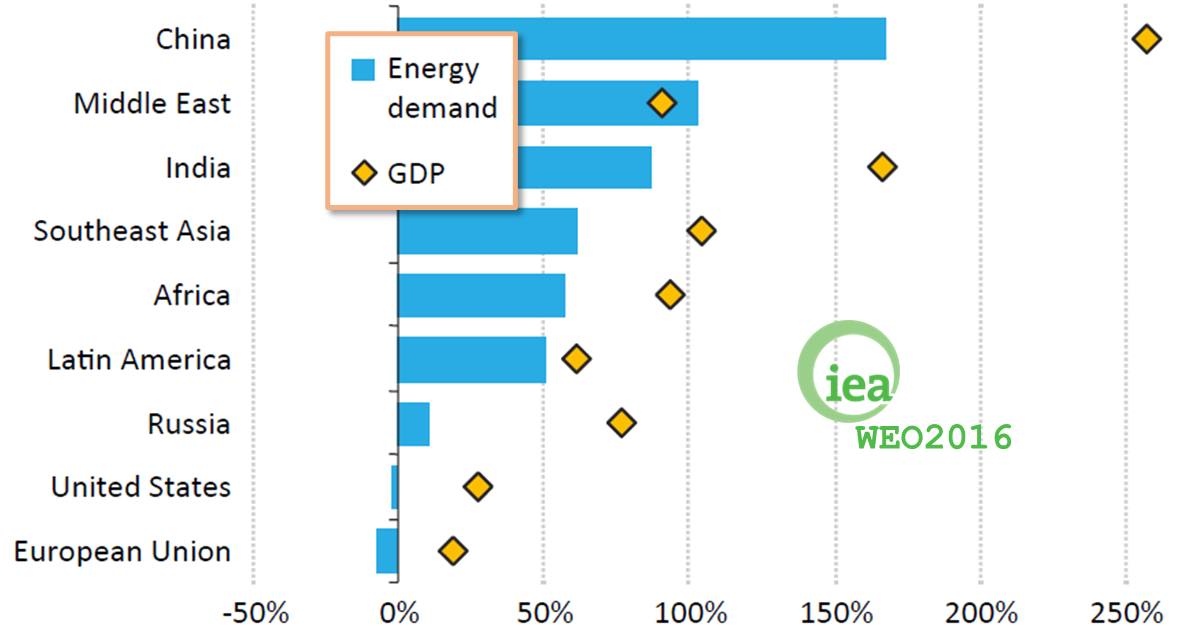 China
Middle East
India
Southeast Asia
Africa
Latin America
Russia
United States
European Union
Energy
demand
GDP
iea
WEO2016
-50% 0% 50% 100% 150% 200% 250%